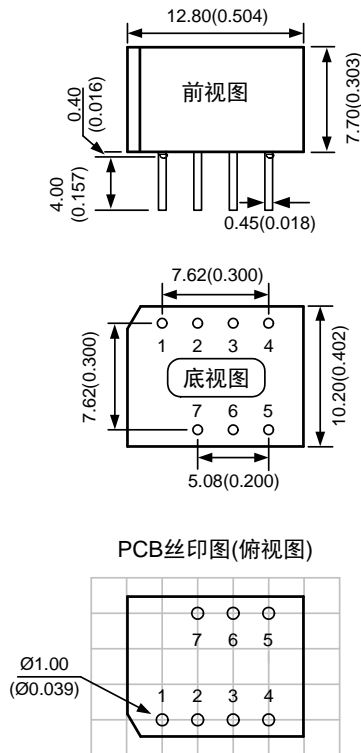 12.80(0.504)
前视图
7.70(0.303)
0.40
(0.016)
4.00
(0.157)
0.45(0.018)
7.62(0.300)
1 2 3 4
底视图
7.62(0.300)
10.20(0.402)
7 6 5
5.08(0.200)
PCB丝印图(俯视图)
7 6 5
Ø1.00
(Ø0.039)
1 2 3 4